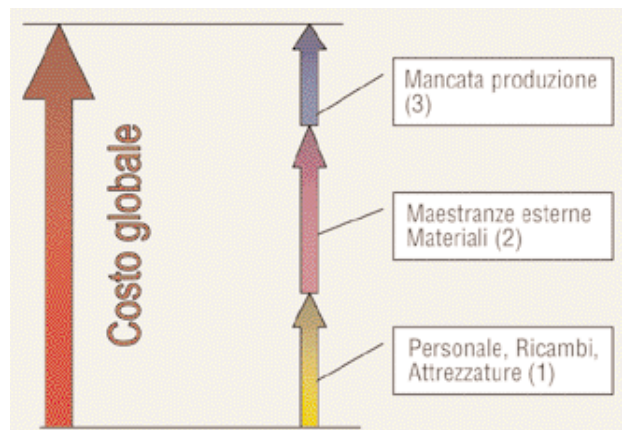 Costo globale
Mancata produzione
(3)
Maestranze esterne
Materiali (2)
Personale, Ricambi,
Attrezzature (1)